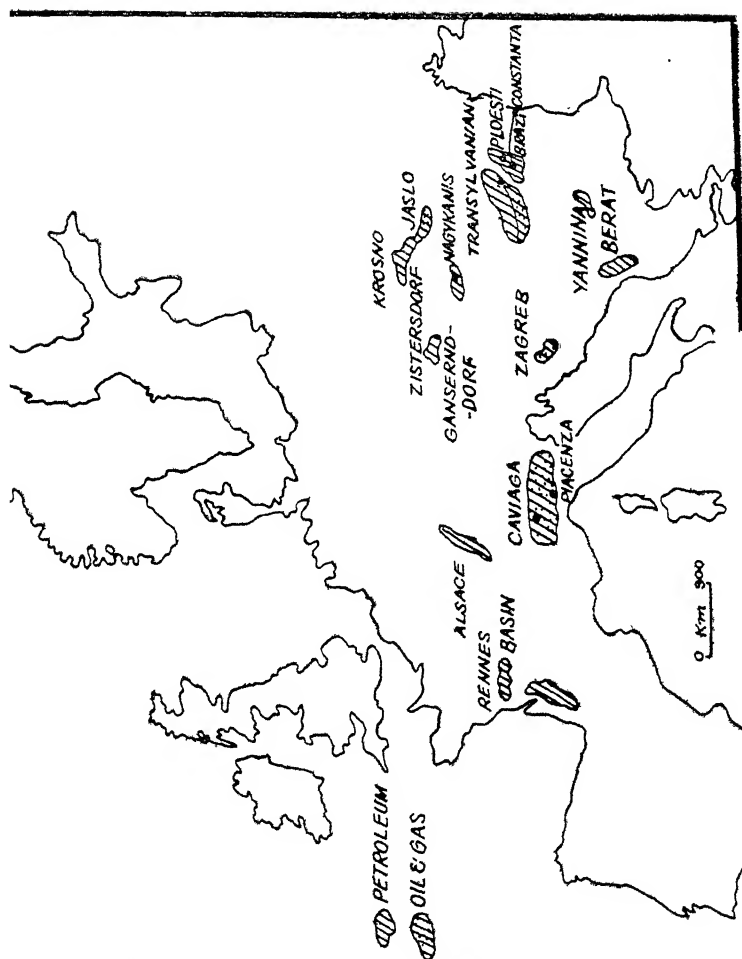 KROSNO
JASLO
ZISTERSDORF
NAGYKANIS
GANSERND-
-DORF
TRANSYLVANIAN
PLOESTI
BRAZI
CONSTANTA
ZAGREB
YANNINA
BERAT
CAVIAGA
PIACENZA
ALSACE
RENNES
BASIN
0 Km 300
PETROLEUM
OIL & GAS